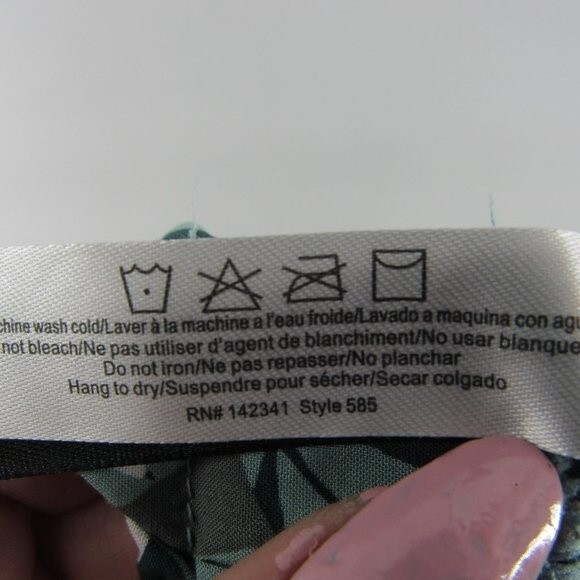 chine wash cold/Laver à la machine a l'eau froide/Lavado a maquina con agu
not bleach/Ne pas utiliser d'agent de blanchiment/No usar blanque
Do not iron/Ne pas repasser/No planchar
Hang to dry/Suspendre pour sécher/Secar colgado
RN# 142341 Style 585